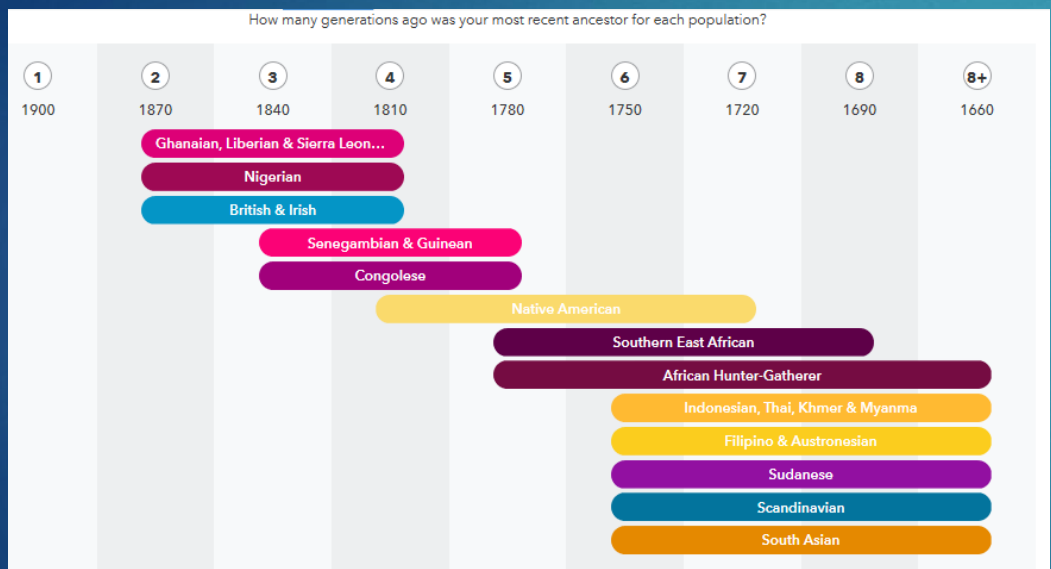 How many generations ago was your most recent ancestor for each population?
1 2 3 4 5 6 7 8 8+
1900 1870 1840 1810 1780 1750 1720 1690 1660
Ghanaian, Liberian & Sierra Leon...
Nigerian
British & Irish
Senegambian & Guinean
Congolese
Native American
Southern East African
African Hunter-Gatherer
Indonesian, Thai, Khmer & Myanma
Filipino & Austronesian
Sudanese
Scandinavian
South Asian